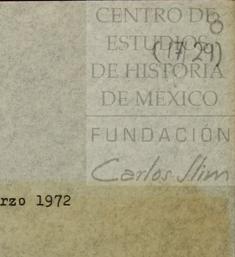 CENTRO DE
ESTUDIOS
(17/29)
DE HISTORIA
DE MÉXICO
FUNDACIÓN
Carlos Slim
rzo 1972